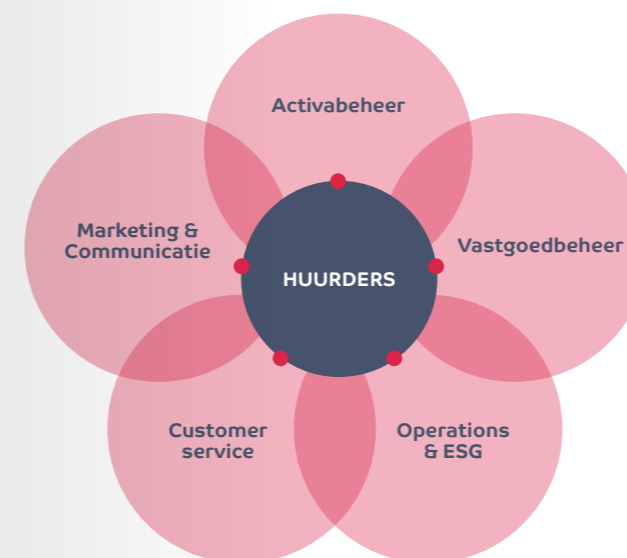 Activabeheer
Marketing &
Communicatie
Vastgoedbeheer
HUURDERS
Customer
service
Operations
& ESG